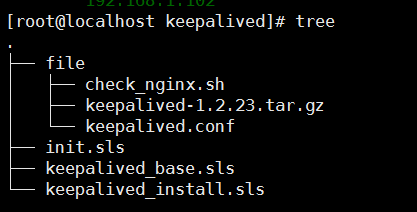 192.168.1.102
[root@localhost keepalived]# tree
.
├── file
│   ├── check_nginx.sh
│   ├── keepalived-1.2.23.tar.gz
│   └── keepalived.conf
├── init.sls
├── keepalived_base.sls
└── keepalived_install.sls